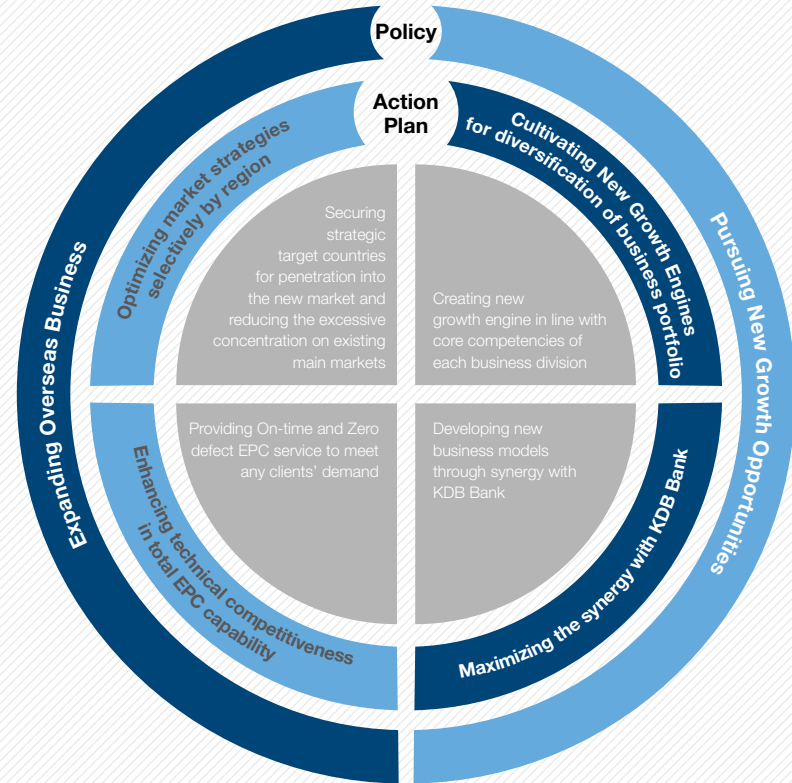 Policy
Action
Plan
Expanding Overseas Business
Pursuing New Growth Opportunities
Optimizing market strategies
selectively by region
Cultivating New Growth Engines
for diversification of business portfolio
Securing
strategic
target countries
for penetration into
the new market and
reducing the excessive
concentration on existing
main markets
Creating new
growth engine in line with
core competencies of
each business division
Providing On-time and Zero
defect EPC service to meet
any clients’ demand
Developing new
business models
through synergy with
KDB Bank
Enhancing technical competitiveness
in total EPC capability
Maximizing the synergy with KDB Bank